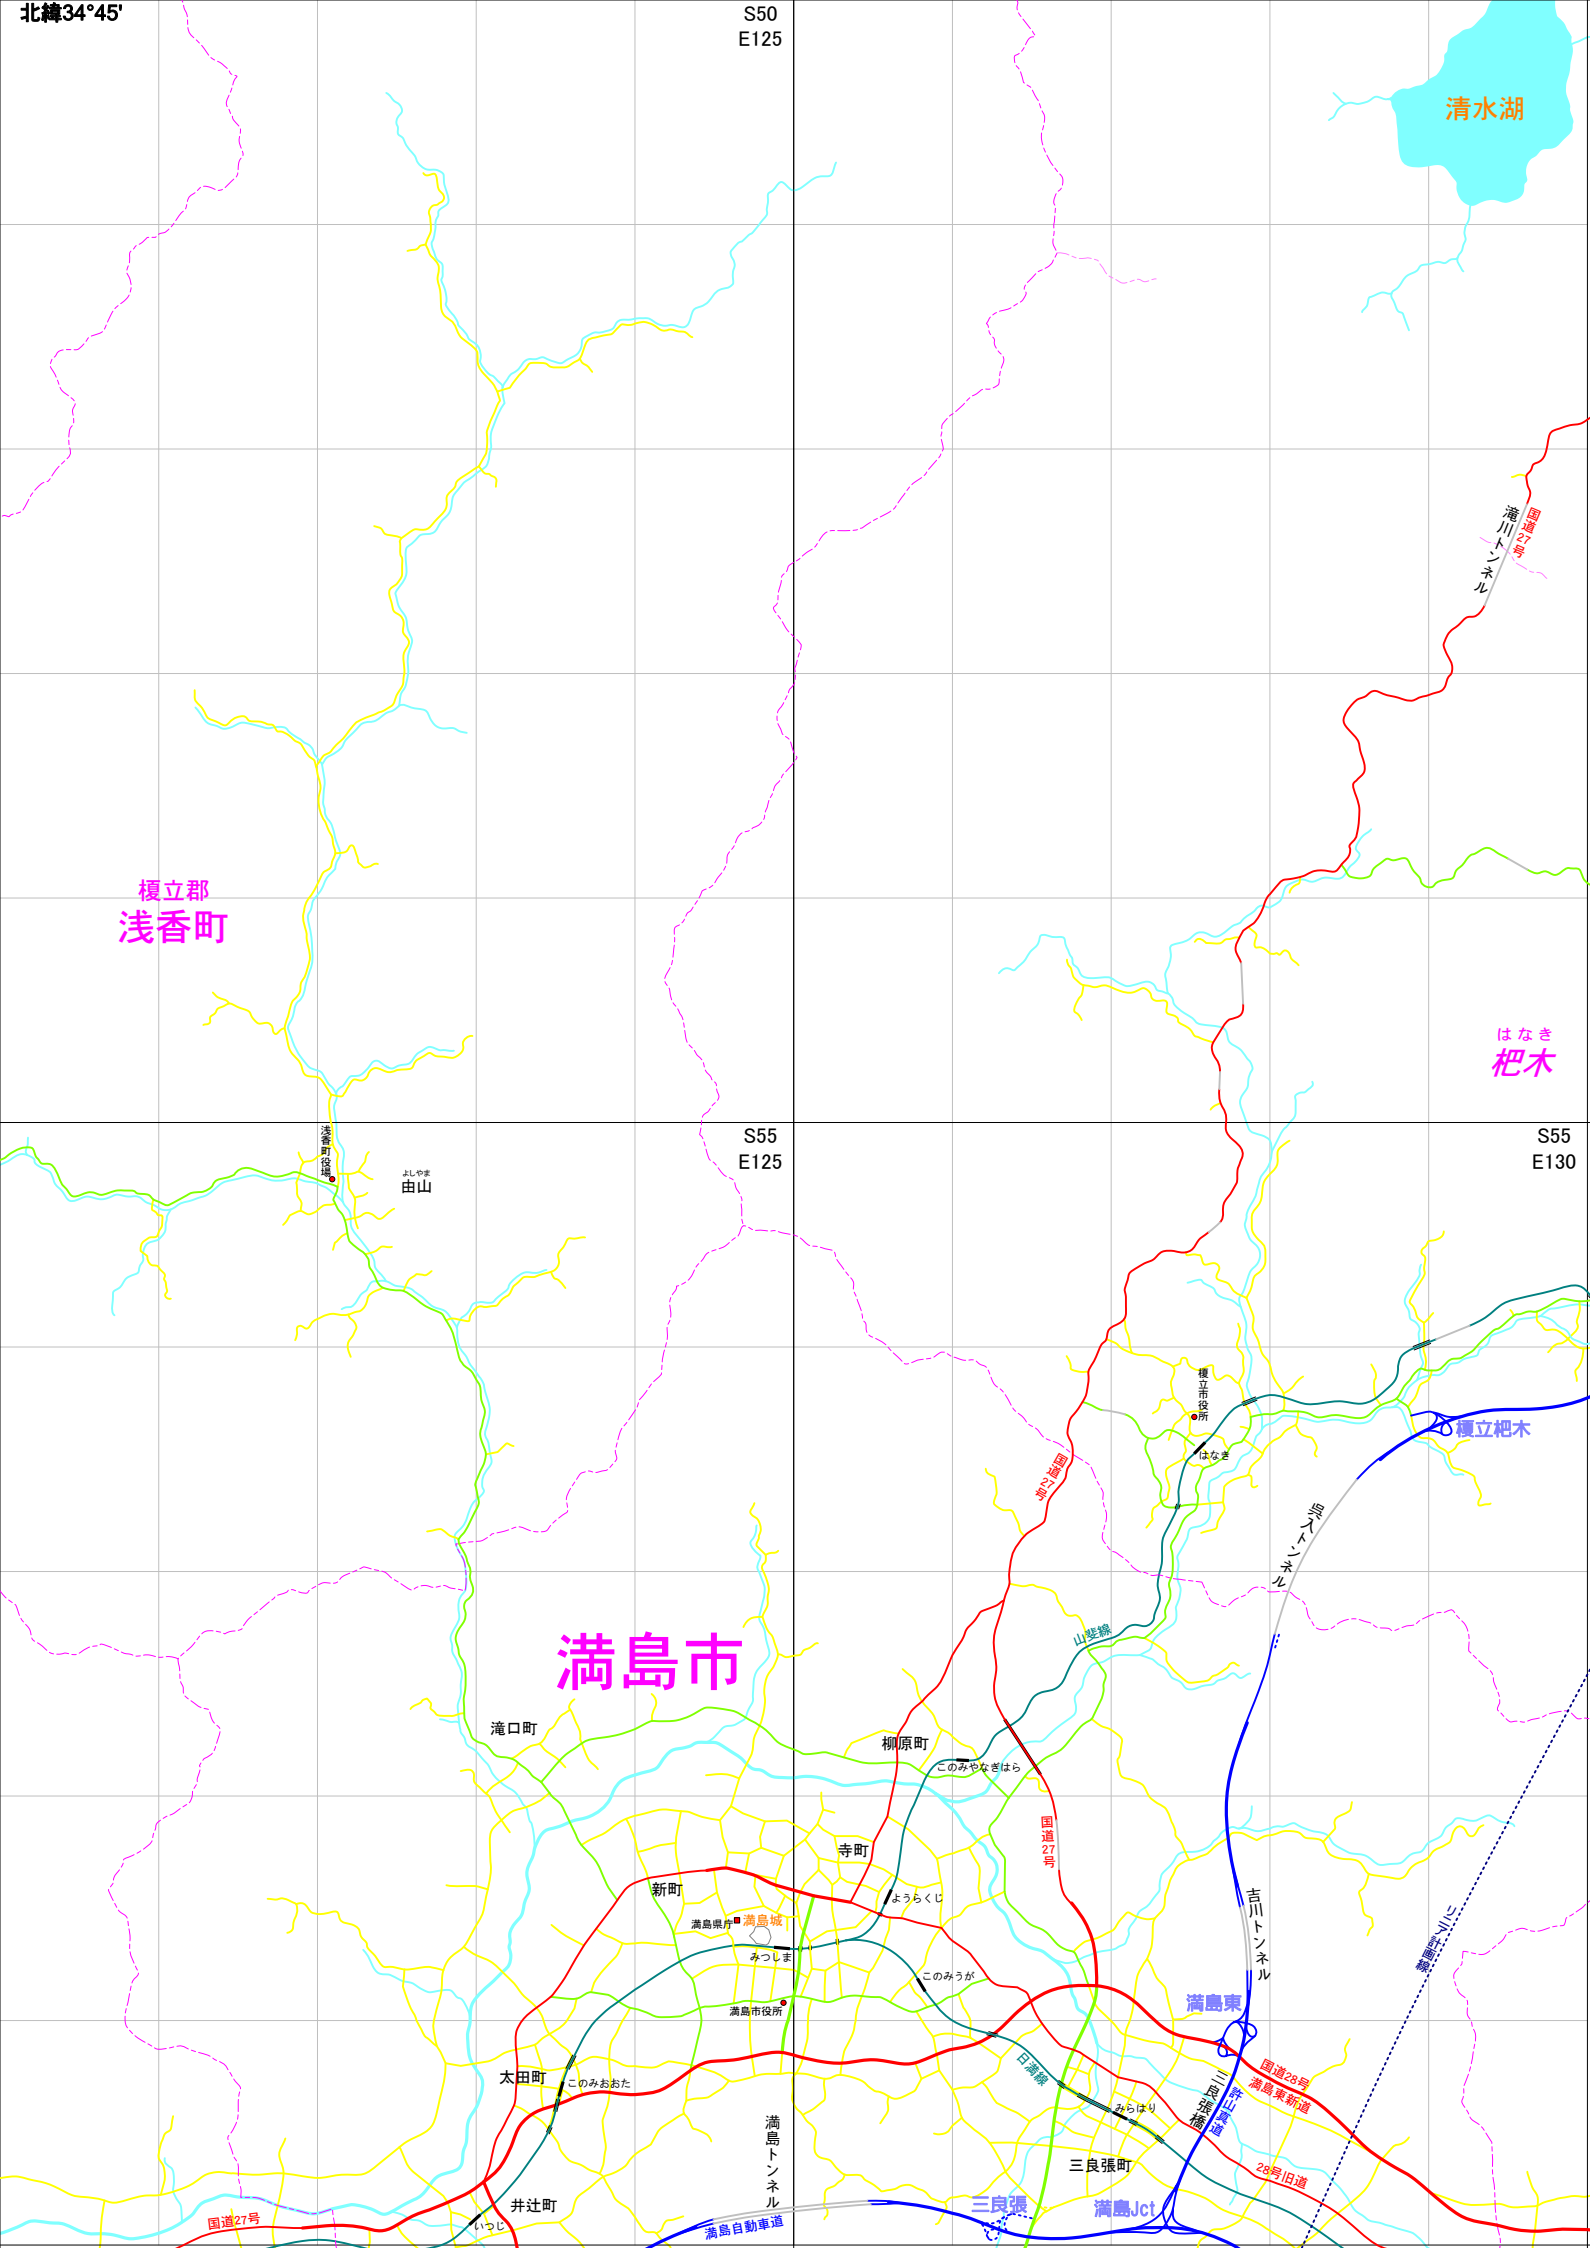 北緯34°45'
S50
E125
清水湖
滝川トンネル
国道27号
榎立郡
浅香町
はなき
杷木
S55
E125
S55
E130
浅香町役場
よしやま
由山
榎立市役所
はなき
榎立杷木
国道27号
呉入トンネル
山斐線
満島市
滝口町
柳原町
このみやなぎはら
国道27号
寺町
新町
ようらくじ
満島県庁
満島城
みつしま
このみうが
吉川トンネル
リニア計画線
満島市役所
満島東
太田町
このみおおた
日満線
国道28号
満島東新道
三良張橋
許山真道
みらはり
満島トンネル
三良張町
28号旧道
井辻町
いつじ
国道27号
満島自動車道
三良張
満島Jct